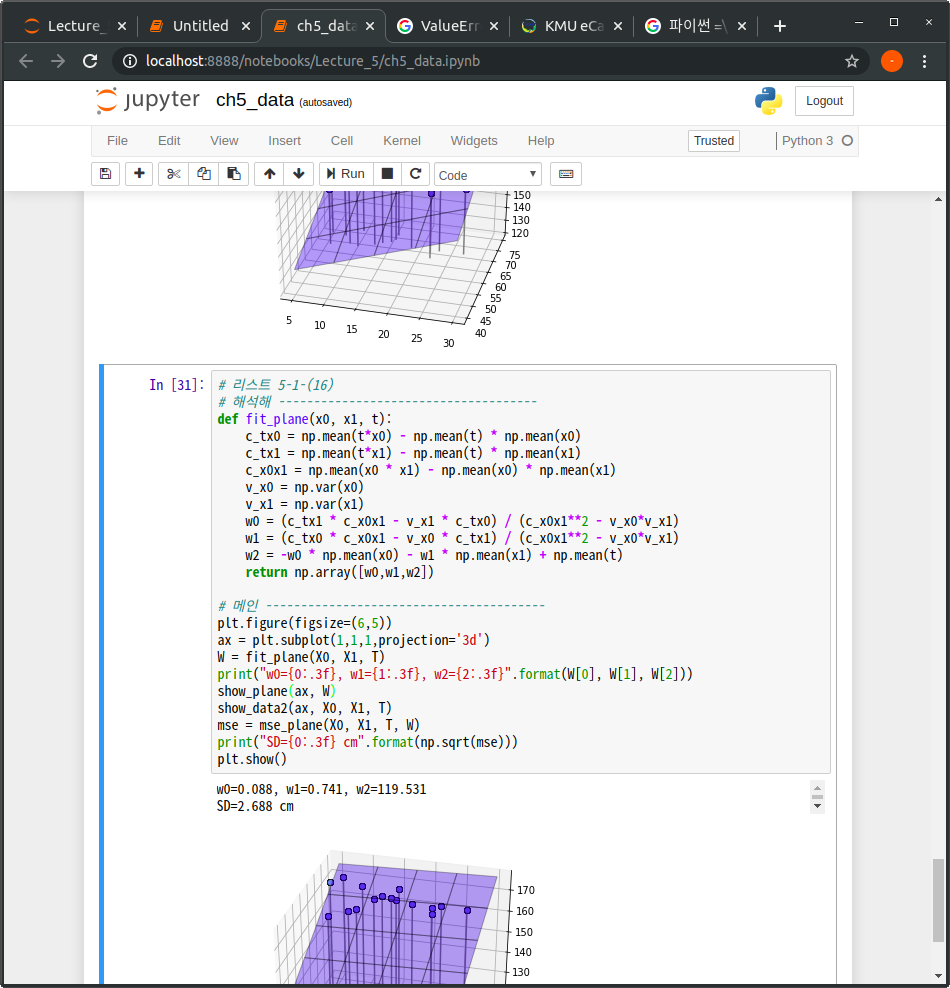 Lecture_
Untitled
ch5_data
ValueErr
KMU eCa
파이썬 =\
localhost:8888/notebooks/Lecture_5/ch5_data.ipynb
-
jupyter ch5_data (autosaved)
Logout
File Edit View Insert Cell Kernel Widgets Help
Trusted
Python 3
Run
Code
150
140
130
120
75
70
65
60
55
50
45
40
5 10 15 20 25 30
In [31]:
# 리스트 5-1-(16)
# 해석해 -------------------------------------
def fit_plane(x0, x1, t):
    c_tx0 = np.mean(t*x0) - np.mean(t) * np.mean(x0)
    c_tx1 = np.mean(t*x1) - np.mean(t) * np.mean(x1)
    c_x0x1 = np.mean(x0 * x1) - np.mean(x0) * np.mean(x1)
    v_x0 = np.var(x0)
    v_x1 = np.var(x1)
    w0 = (c_tx1 * c_x0x1 - v_x1 * c_tx0) / (c_x0x1**2 - v_x0*v_x1)
    w1 = (c_tx0 * c_x0x1 - v_x0 * c_tx1) / (c_x0x1**2 - v_x0*v_x1)
    w2 = -w0 * np.mean(x0) - w1 * np.mean(x1) + np.mean(t)
    return np.array([w0,w1,w2])
# 메인 ----------------------------------------
plt.figure(figsize=(6,5))
ax = plt.subplot(1,1,1,projection='3d')
W = fit_plane(X0, X1, T)
print("w0={0:.3f}, w1={1:.3f}, w2={2:.3f}".format(W[0], W[1], W[2]))
show_plane(ax, W)
show_data2(ax, X0, X1, T)
mse = mse_plane(X0, X1, T, W)
print("SD={0:.3f} cm".format(np.sqrt(mse)))
plt.show()
w0=0.088, w1=0.741, w2=119.531
SD=2.688 cm
170
160
150
140
130